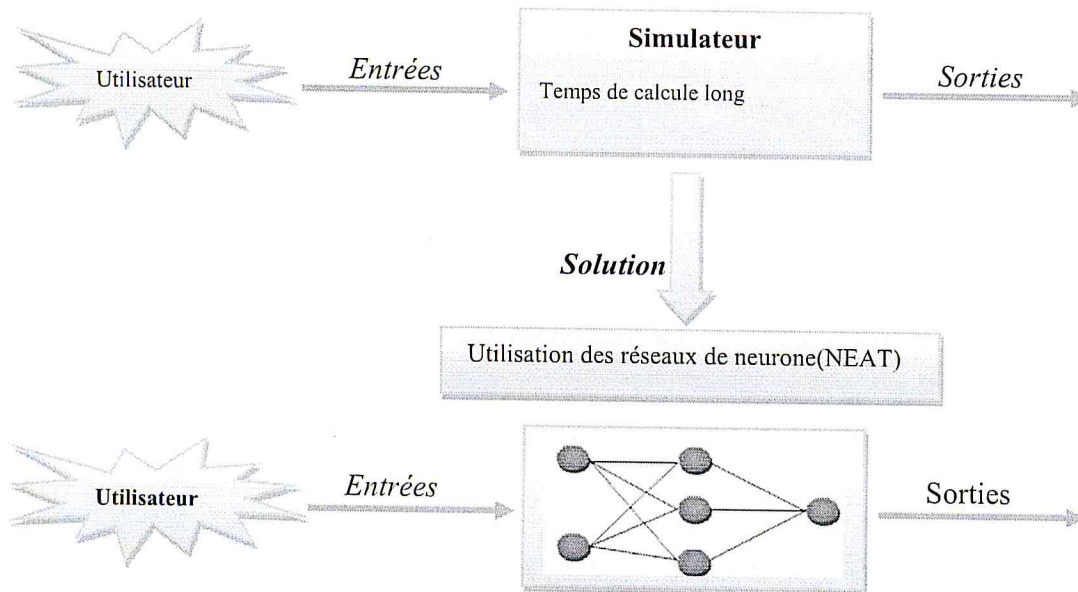 Simulateur
Utilisateur
Entrées
Temps de calcule long
Sorties
Solution
Utilisation des réseaux de neurone(NEAT)
Utilisateur
Entrées
Sorties